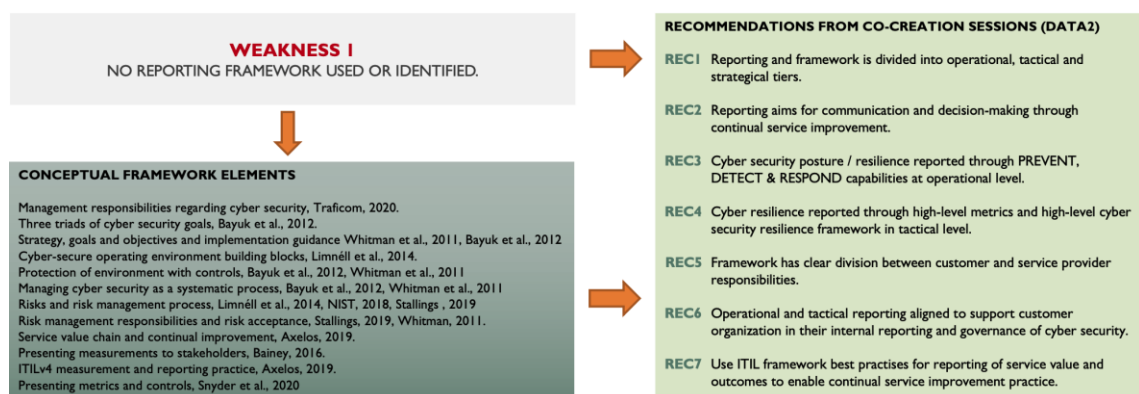 WEAKNESS 1
NO REPORTING FRAMEWORK USED OR IDENTIFIED.
CONCEPTUAL FRAMEWORK ELEMENTS
Management responsibilities regarding cyber security, Traficom, 2020.
Three triads of cyber security goals, Bayuk et al., 2012.
Strategy, goals and objectives and implementation guidance Whitman et al., 2011, Bayuk et al., 2012
Cyber-secure operating environment building blocks, Limnéll et al., 2014.
Protection of environment with controls, Bayuk et al., 2012, Whitman et al., 2011
Managing cyber security as a systematic process, Bayuk et al., 2012, Whitman et al., 2011
Risks and risk management process, Limnéll et al., 2014, NIST, 2018, Stallings , 2019
Risk management responsibilities and risk acceptance, Stallings, 2019, Whitman, 2011.
Service value chain and continual improvement, Axelos, 2019.
Presenting measurements to stakeholders, Bainey, 2016.
ITILv4 measurement and reporting practice, Axelos, 2019.
Presenting metrics and controls, Snyder et al., 2020
RECOMMENDATIONS FROM CO-CREATION SESSIONS (DATA2)
REC1 Reporting and framework is divided into operational, tactical and
strategical tiers.
REC2 Reporting aims for communication and decision-making through
continual service improvement.
REC3 Cyber security posture / resilience reported through PREVENT,
DETECT & RESPOND capabilities at operational level.
REC4 Cyber resilience reported through high-level metrics and high-level cyber
security resilience framework in tactical level.
REC5 Framework has clear division between customer and service provider
responsibilities.
REC6 Operational and tactical reporting aligned to support customer
organization in their internal reporting and governance of cyber security.
REC7 Use ITIL framework best practises for reporting of service value and
outcomes to enable continual service improvement practice.